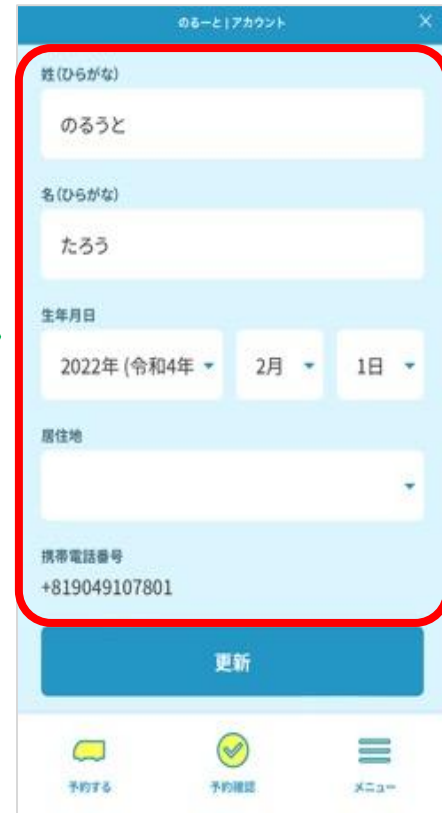 のるーと|アカウント
姓(ひらがな)
のるうと
名(ひらがな)
たろう
生年月日
2022年 (令和4年 2月 1日
居住地
携帯電話番号
+819049107801
更新
予約する 予約確認 メニュー